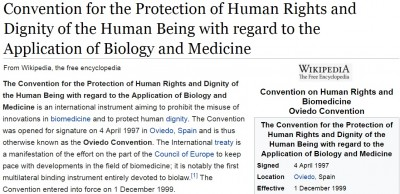 Convention for the Protection of Human Rights and
Dignity of the Human Being with regard to the
Application of Biology and Medicine
From Wikipedia, the free encyclopedia
The Convention for the Protection of Human Rights and Dignity of
the Human Being with regard to the Application of Biology and
Medicine is an international instrument aiming to prohibit the misuse of
innovations in biomedicine and to protect human dignity. The Convention
was opened for signature on 4 April 1997 in Oviedo, Spain and is thus
otherwise known as the Oviedo Convention. The International treaty is
a manifestation of the effort on the part of the Council of Europe to keep
pace with developments in the field of biomedicine; it is notably the first
multilateral binding instrument entirely devoted to biolaw.[1] The
Convention entered into force on 1 December 1999.
WIKIPEDIA
The Free Encyclopedia
Convention on Human Rights and
Biomedicine
Oviedo Convention
The Convention for the Protection of
Human Rights and Dignity of the
Human Being with regard to the
Application of Biology and Medicine
Signed 4 April 1997
Location Oviedo, Spain
Effective 1 December 1999